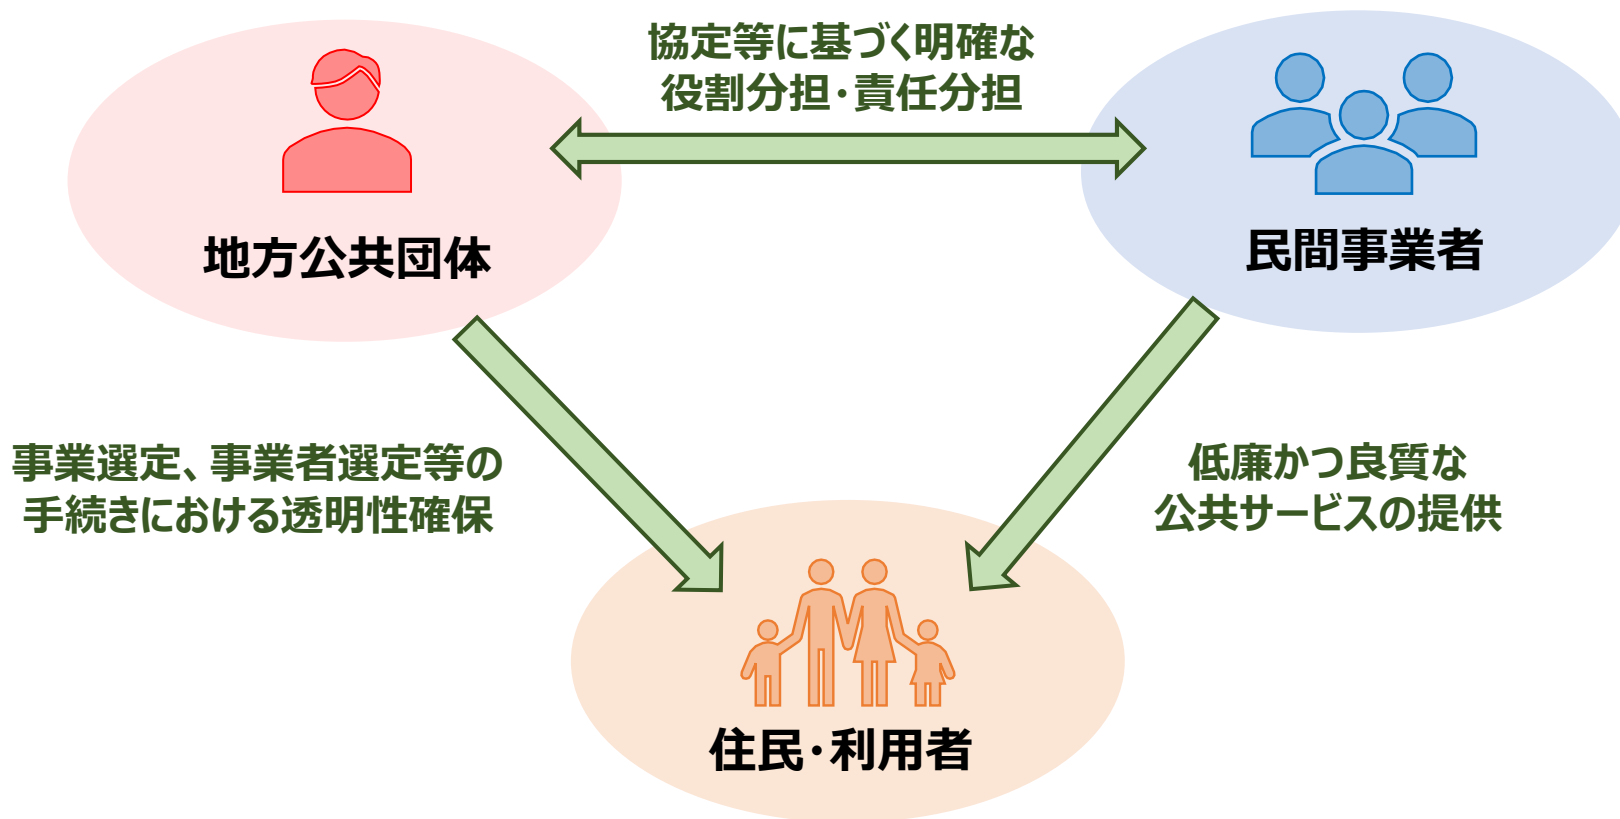 協定等に基づく明確な
役割分担・責任分担
地方公共団体
民間事業者
事業選定、事業者選定等の
手続きにおける透明性確保
低廉かつ良質な
公共サービスの提供
住民・利用者